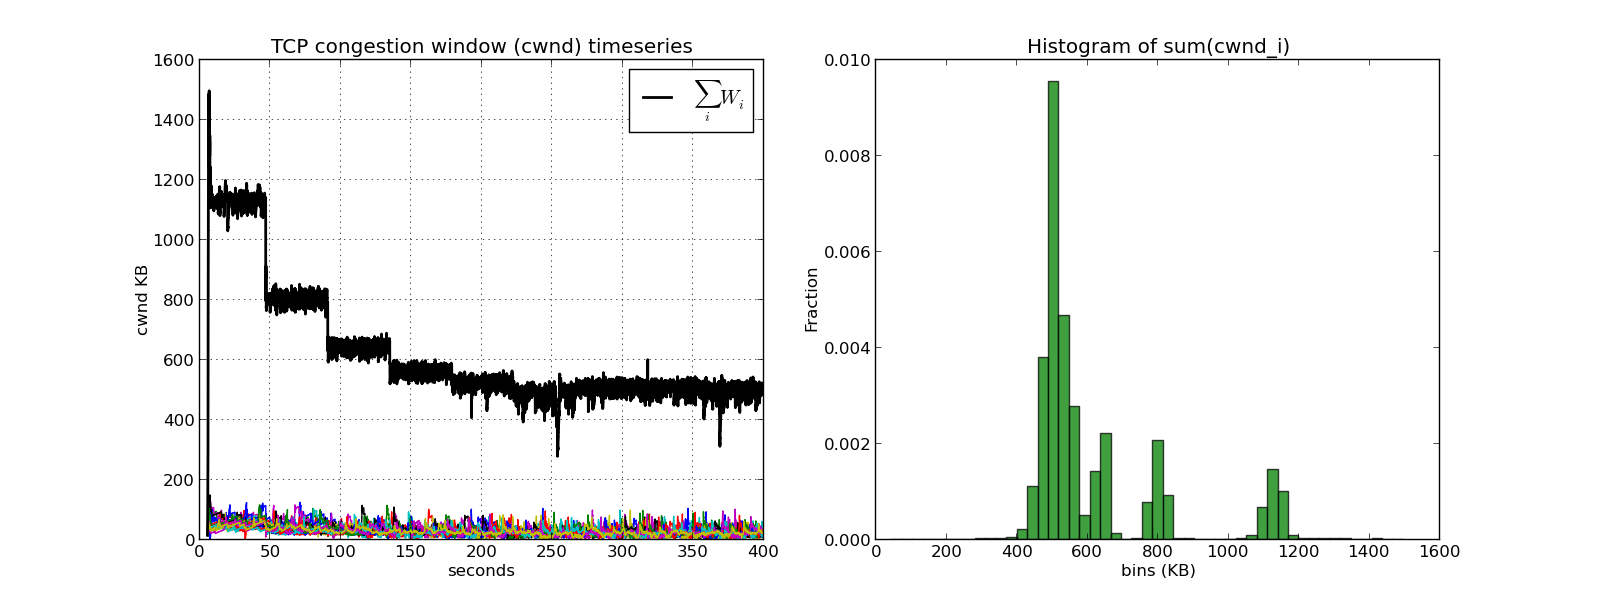 TCP congestion window (cwnd) timeseries
1600
1400
1200
1000
800
600
400
200
0
cwnd KB
∑_i W_i
0 50 100 150 200 250 300 350 400
seconds
Histogram of sum(cwnd_i)
0.010
0.008
0.006
0.004
0.002
0.000
Fraction
0 200 400 600 800 1000 1200 1400 1600
bins (KB)